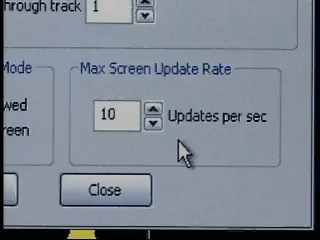 hrough track 1
Mode
Max Screen Update Rate
wed
10 Updates per sec
reen
Close